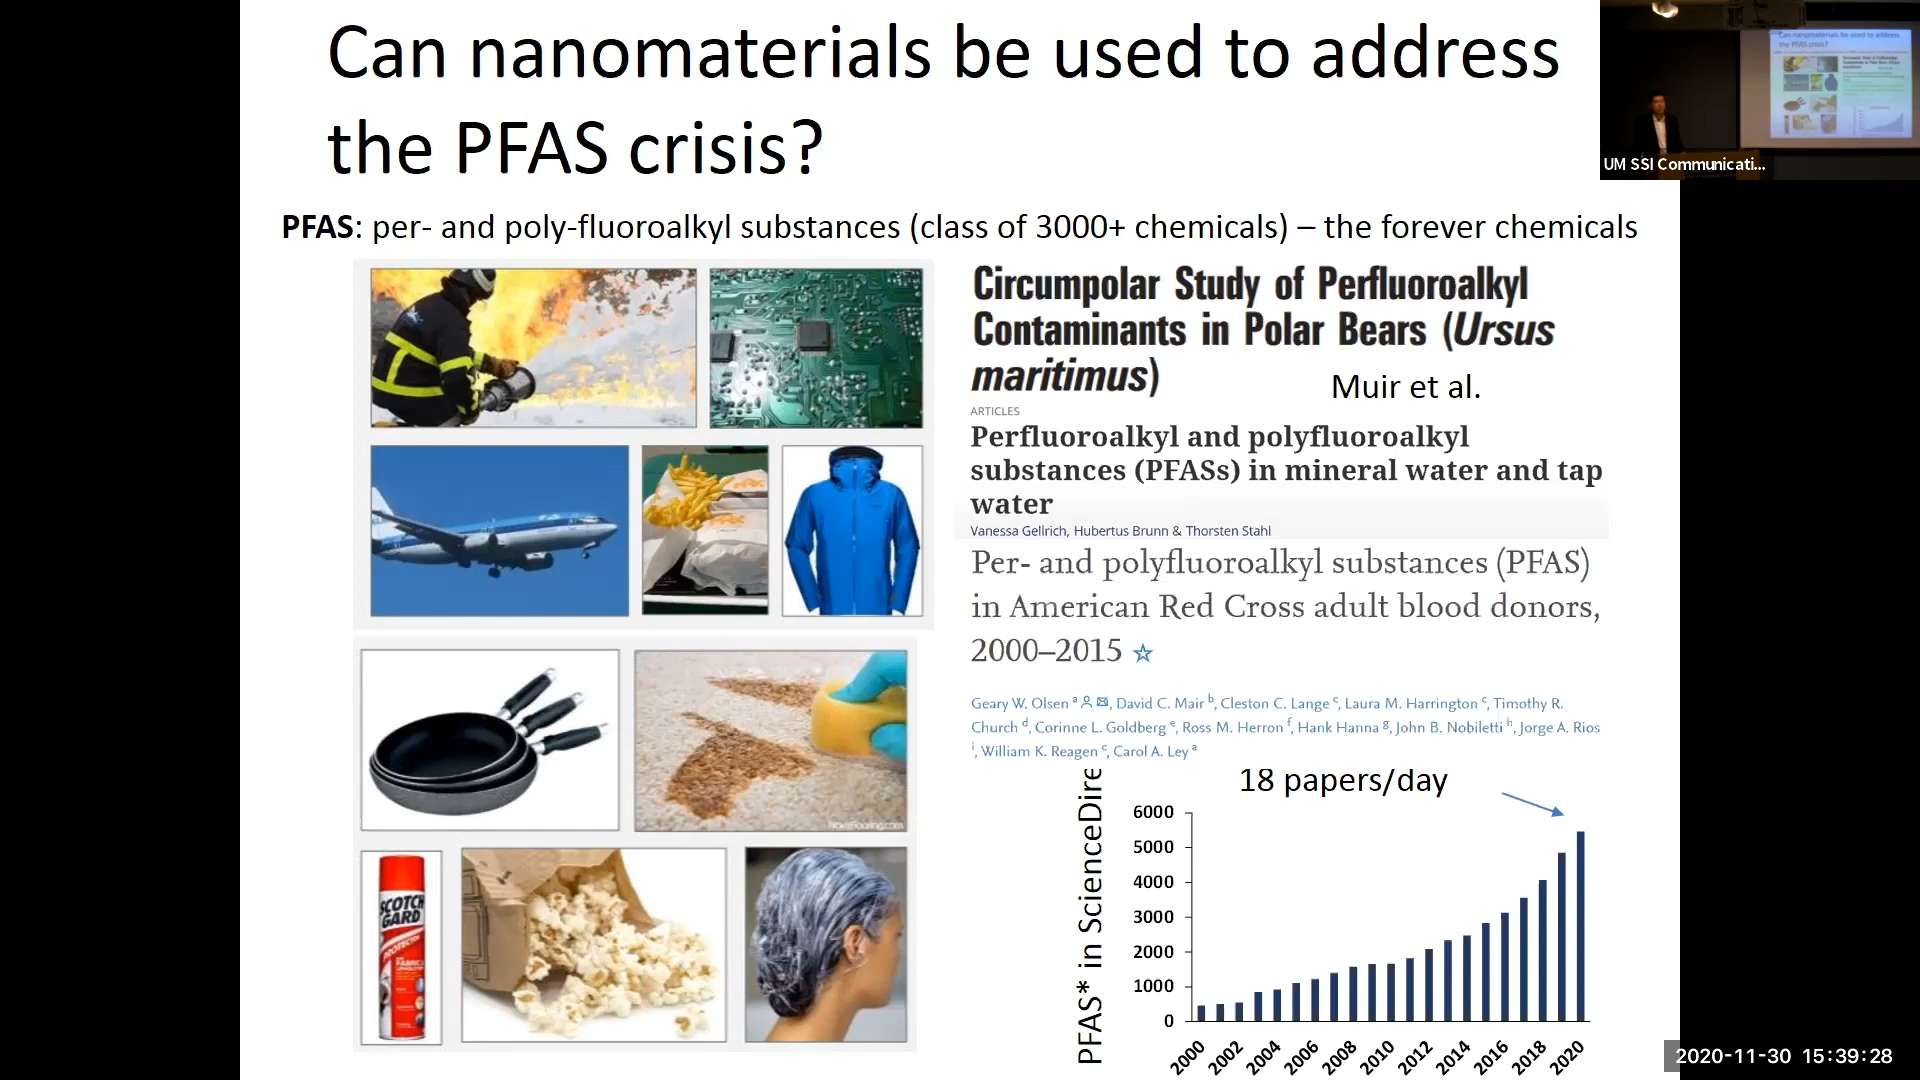 Can nanomaterials be used to address
the PFAS crisis?
UM SSI Communicati...
PFAS: per- and poly-fluoroalkyl substances (class of 3000+ chemicals) – the forever chemicals
Circumpolar Study of Perfluoroalkyl
Contaminants in Polar Bears (Ursus
maritimus)
Muir et al.
ARTICLES
Perfluoroalkyl and polyfluoroalkyl
substances (PFASs) in mineral water and tap
water
Vanessa Gellrich, Hubertus Brunn & Thorsten Stahl
Per- and polyfluoroalkyl substances (PFAS)
in American Red Cross adult blood donors,
2000–2015 ☆
Geary W. Olsen a, David C. Mair b, Cleston C. Lange c, Laura M. Harrington c, Timothy R.
Church d, Corinne L. Goldberg e, Ross M. Herron f, Hank Hanna g, John B. Nobiletti h, Jorge A. Rios
i, William K. Reagen c, Carol A. Ley a
SCOTCH
GARD
PROTECTOR
FABRIC
18 papers/day
PFAS* in ScienceDire
6000
5000
4000
3000
2000
1000
0
2000 2002 2004 2006 2008 2010 2012 2014 2016 2018 2020
2020-11-30 15:39:28